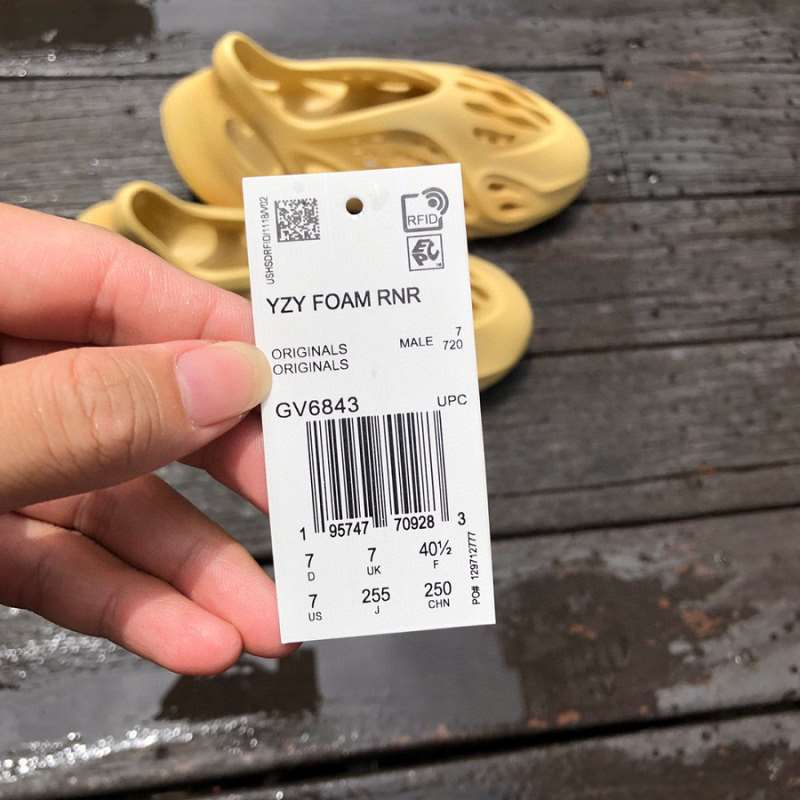 USHSDRFID/1118/V02
RFID
EPC
YZY FOAM RNR
ORIGINALS
ORIGINALS
MALE 7
720
GV6843 UPC
1 95747 70928 3
7 7 40½
D UK F
7 255 250
US J CHN
PO# 129712777